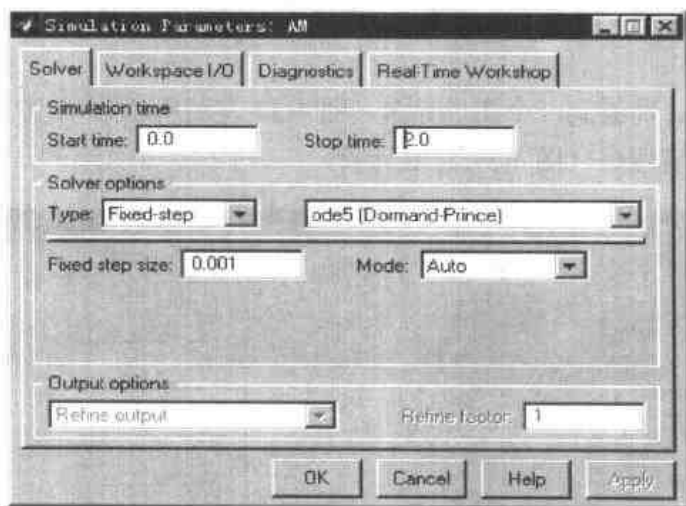 Simulation Parameters: AM
Solver Workspace I/O Diagnostics Real-Time Workshop
Simulation time
Start time: 0.0 Stop time: 2.0
Solver options
Type: Fixed-step ode5 (Dormand-Prince)
Fixed step size: 0.001 Mode: Auto
Output options
Refine output Refine factor: 1
OK Cancel Help Apply